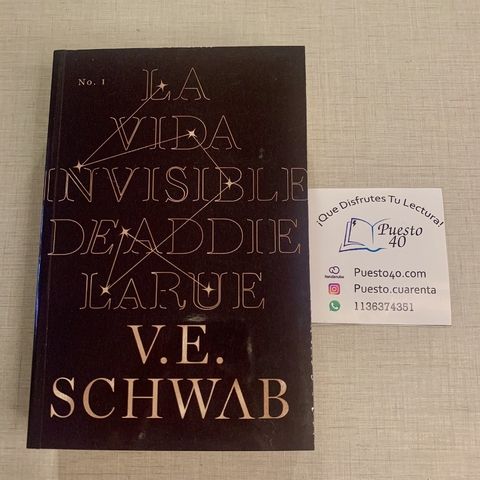 No. 1
LA
VIDA
INVISIBLE
DE ADDIE
LARUE
V.E.
SCHWAB
¡Que Disfrutes Tu Lectura!
Puesto
40
Puesto40.com
Puesto.cuarenta
1136374351